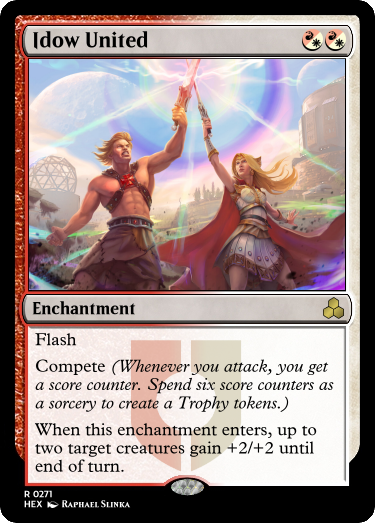 Idow United
Enchantment
Flash
Compete (Whenever you attack, you get
a score counter. Spend six score counters as
a sorcery to create a Trophy tokens.)
When this enchantment enters, up to
two target creatures gain +2/+2 until
end of turn.
R 0271
HEX Raphael Slinka